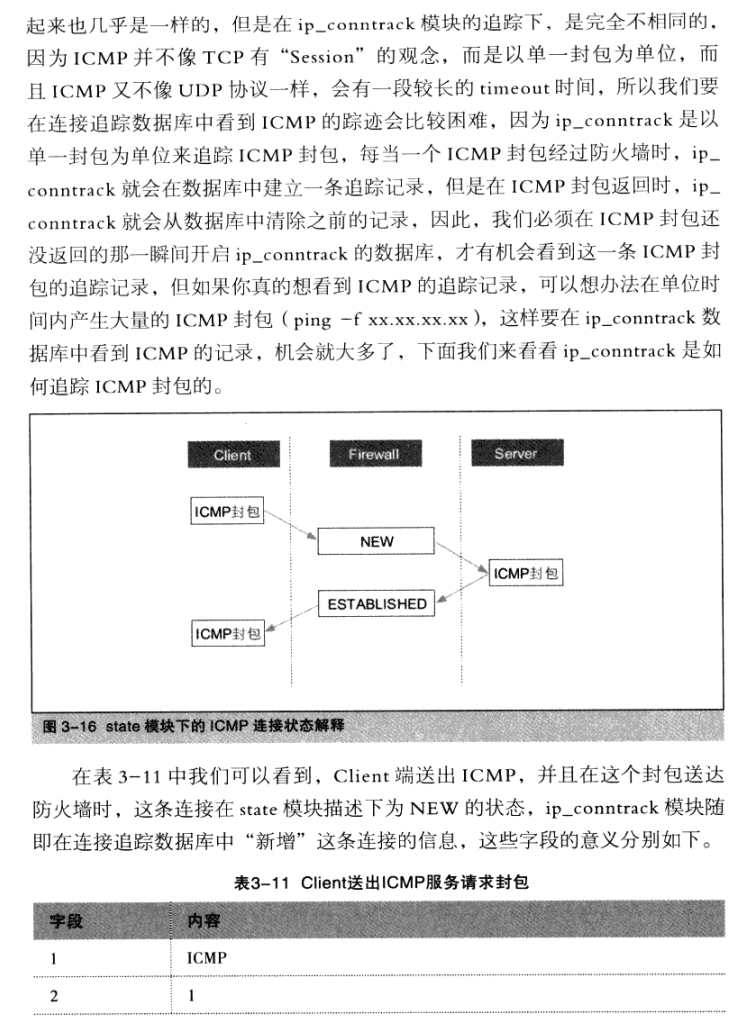 起来也几乎是一样的，但是在 ip_conntrack 模块的追踪下，是完全不相同的，
因为 ICMP 并不像 TCP 有“Session”的观念，而是以单一封包为单位，而
且 ICMP 又不像 UDP 协议一样，会有一段较长的 timeout 时间，所以我们要
在连接追踪数据库中看到 ICMP 的踪迹会比较困难，因为 ip_conntrack 是以
单一封包为单位来追踪 ICMP 封包，每当一个 ICMP 封包经过防火墙时，ip_
conntrack 就会在数据库中建立一条追踪记录，但是在 ICMP 封包返回时，ip_
conntrack 就会从数据库中清除之前的记录，因此，我们必须在 ICMP 封包还
没返回的那一瞬间开启 ip_conntrack 的数据库，才有机会看到这一条 ICMP 封
包的追踪记录，但如果你真的想看到 ICMP 的追踪记录，可以想办法在单位时
间内产生大量的 ICMP 封包（ping -f xx.xx.xx.xx），这样要在 ip_conntrack 数
据库中看到 ICMP 的记录，机会就大多了，下面我们来看看 ip_conntrack 是如
何追踪 ICMP 封包的。
Client Firewall Server
ICMP封包
NEW
ICMP封包
ESTABLISHED
ICMP封包
图 3-16 state 模块下的 ICMP 连接状态解释
在表 3-11 中我们可以看到，Client 端送出 ICMP，并且在这个封包送达
防火墙时，这条连接在 state 模块描述下为 NEW 的状态，ip_conntrack 模块随
即在连接追踪数据库中“新增”这条连接的信息，这些字段的意义分别如下。
表3-11 Client送出ICMP服务请求封包
字段 内容
1 ICMP
2 1